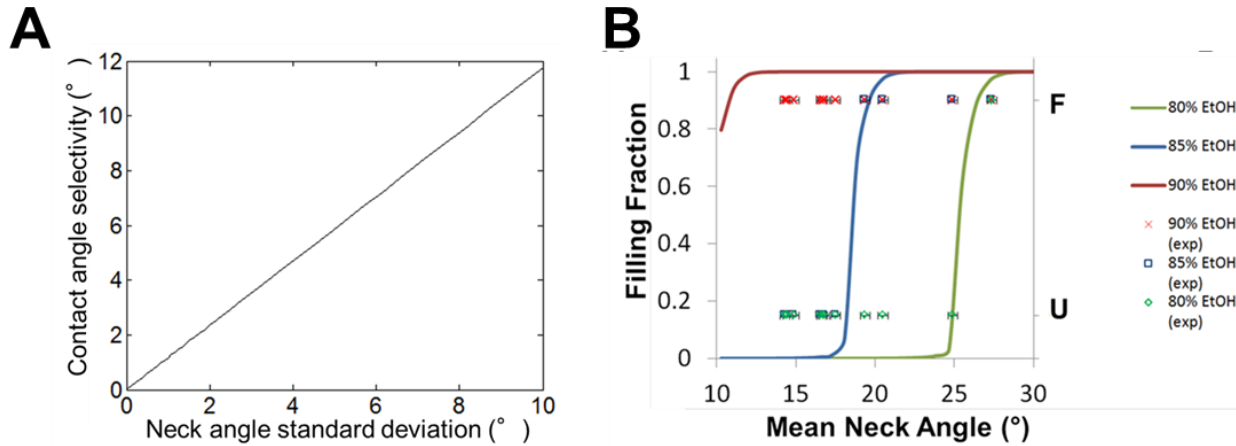 A
12
10
8
6
4
2
0
Contact angle selectivity (°)
0 2 4 6 8 10
Neck angle standard deviation (°)
B
1
0.8
0.6
0.4
0.2
0
Filling Fraction
F
U
10 15 20 25 30
Mean Neck Angle (°)
80% EtOH
85% EtOH
90% EtOH
90% EtOH
(exp)
85% EtOH
(exp)
80% EtOH
(exp)